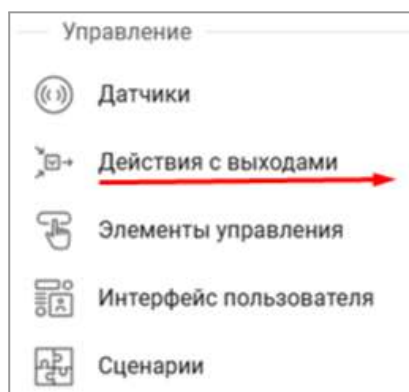 Управление
Датчики
Действия с выходами
Элементы управления
Интерфейс пользователя
Сценарии